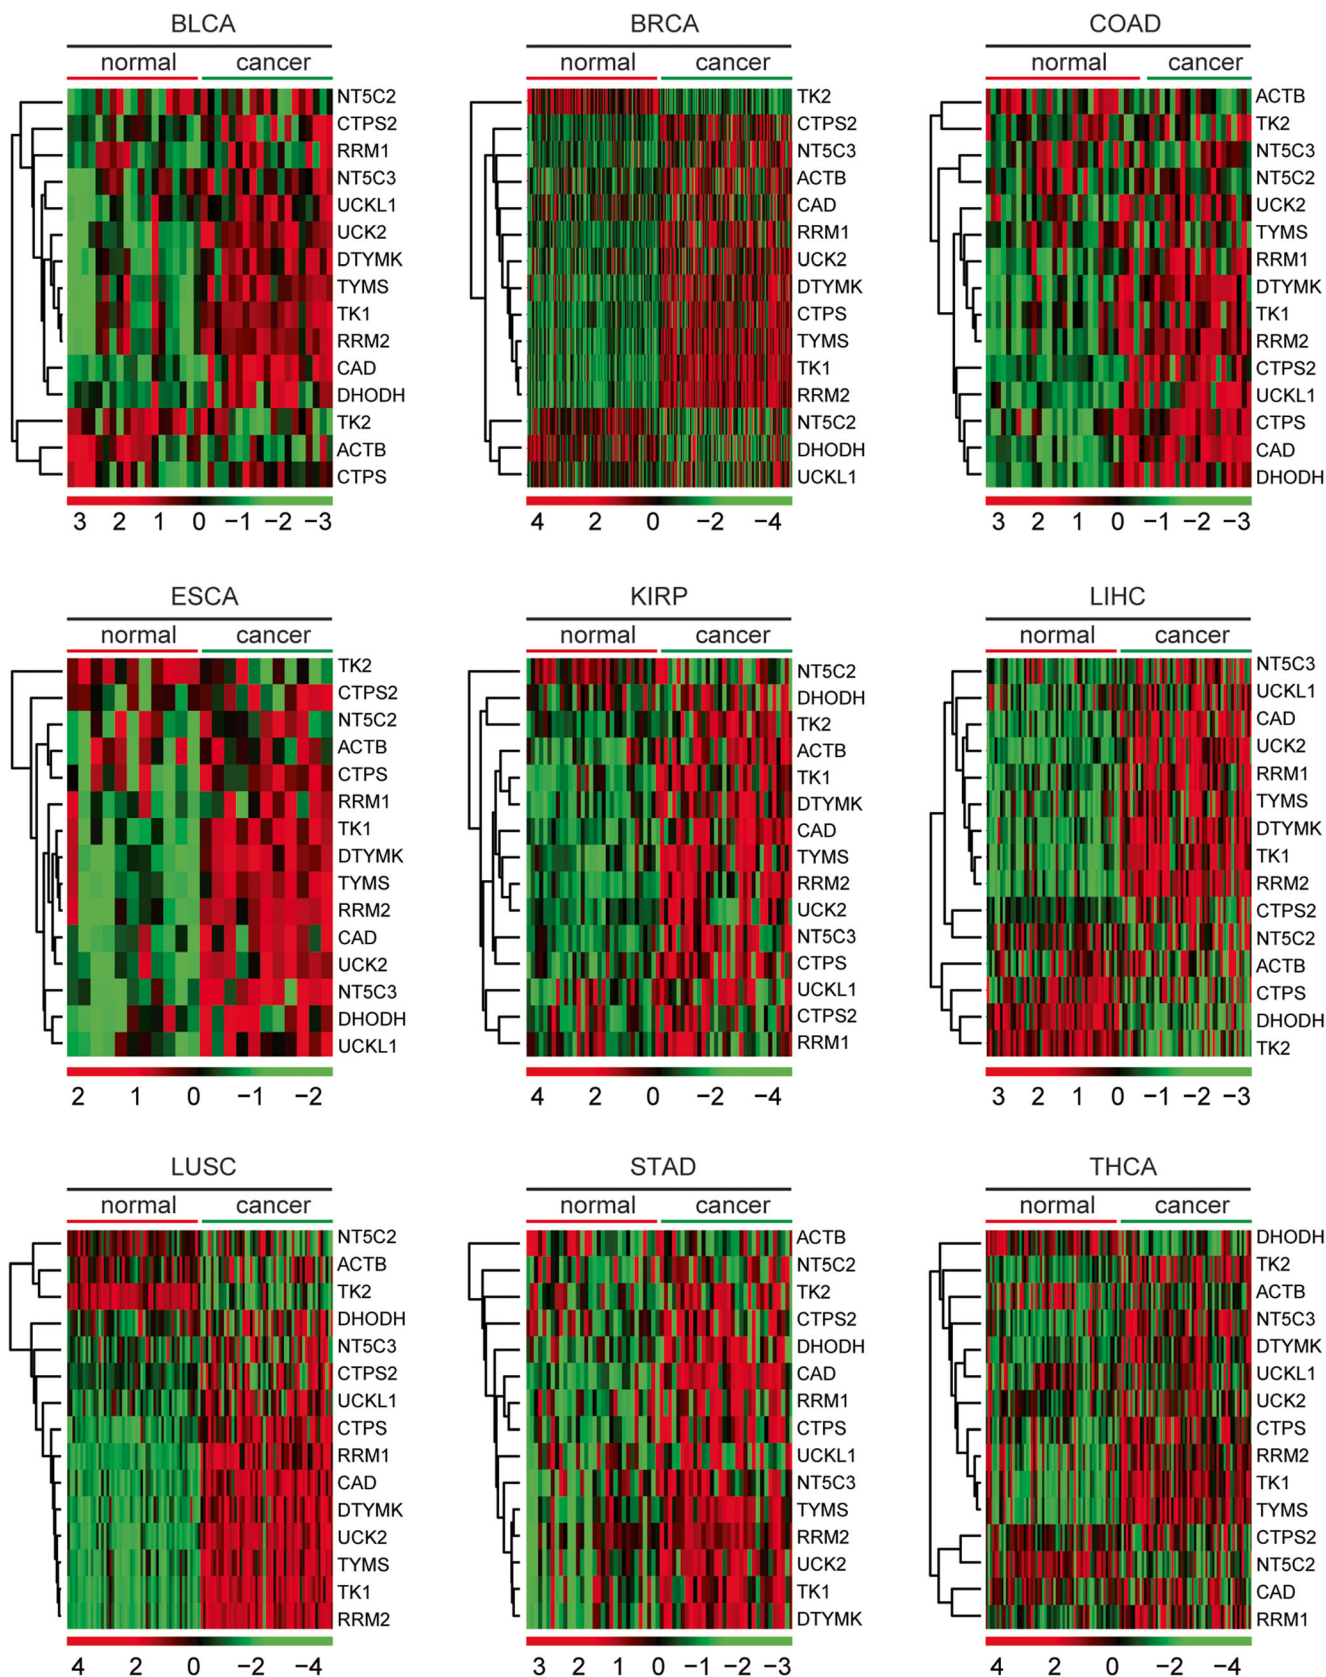 BLCA
normal cancer
NT5C2
CTPS2
RRM1
NT5C3
UCKL1
UCK2
DTYMK
TYMS
TK1
RRM2
CAD
DHODH
TK2
ACTB
CTPS
3 2 1 0 −1 −2 −3
BRCA
normal cancer
TK2
CTPS2
NT5C3
ACTB
CAD
RRM1
UCK2
DTYMK
CTPS
TYMS
TK1
RRM2
NT5C2
DHODH
UCKL1
4 2 0 −2 −4
COAD
normal cancer
ACTB
TK2
NT5C3
NT5C2
UCK2
TYMS
RRM1
DTYMK
TK1
RRM2
CTPS2
UCKL1
CTPS
CAD
DHODH
3 2 1 0 −1 −2 −3
ESCA
normal cancer
TK2
CTPS2
NT5C2
ACTB
CTPS
RRM1
TK1
DTYMK
TYMS
RRM2
CAD
UCK2
NT5C3
DHODH
UCKL1
2 1 0 −1 −2
KIRP
normal cancer
NT5C2
DHODH
TK2
ACTB
TK1
DTYMK
CAD
TYMS
RRM2
UCK2
NT5C3
CTPS
UCKL1
CTPS2
RRM1
4 2 0 −2 −4
LIHC
normal cancer
NT5C3
UCKL1
CAD
UCK2
RRM1
TYMS
DTYMK
TK1
RRM2
CTPS2
NT5C2
ACTB
CTPS
DHODH
TK2
3 2 1 0 −1 −2 −3
LUSC
normal cancer
NT5C2
ACTB
TK2
DHODH
NT5C3
CTPS2
UCKL1
CTPS
RRM1
CAD
DTYMK
UCK2
TYMS
TK1
RRM2
4 2 0 −2 −4
STAD
normal cancer
ACTB
NT5C2
TK2
CTPS2
DHODH
CAD
RRM1
CTPS
UCKL1
NT5C3
TYMS
RRM2
UCK2
TK1
DTYMK
3 2 1 0 −1 −2 −3
THCA
normal cancer
DHODH
TK2
ACTB
NT5C3
DTYMK
UCKL1
UCK2
CTPS
RRM2
TK1
TYMS
CTPS2
NT5C2
CAD
RRM1
4 2 0 −2 −4